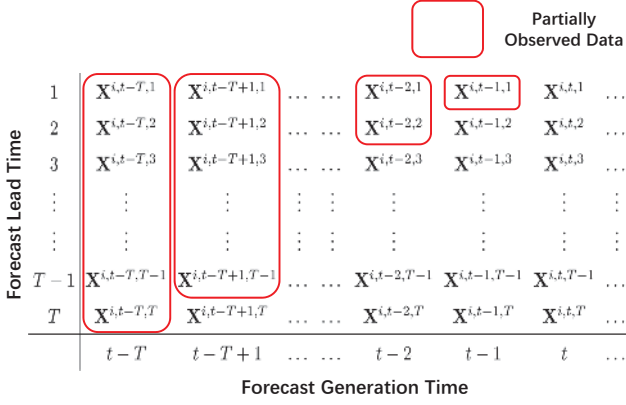 Partially
Observed Data
Forecast Lead Time
1 X^{i,t−T,1} X^{i,t−T+1,1} … … X^{i,t−2,1} X^{i,t−1,1} X^{i,t,1} …
2 X^{i,t−T,2} X^{i,t−T+1,2} … … X^{i,t−2,2} X^{i,t−1,2} X^{i,t,2} …
3 X^{i,t−T,3} X^{i,t−T+1,3} … … X^{i,t−2,3} X^{i,t−1,3} X^{i,t,3} …
⋮ ⋮ ⋮ ⋮ ⋮ ⋮ ⋮ ⋮ ⋮
⋮ ⋮ ⋮ ⋮ ⋮ ⋮ ⋮ ⋮ ⋮
T − 1 X^{i,t−T,T−1} X^{i,t−T+1,T−1} … … X^{i,t−2,T−1} X^{i,t−1,T−1} X^{i,t,T−1} …
T X^{i,t−T,T} X^{i,t−T+1,T} … … X^{i,t−2,T} X^{i,t−1,T} X^{i,t,T} …
t − T t − T + 1 … … t − 2 t − 1 t …
Forecast Generation Time